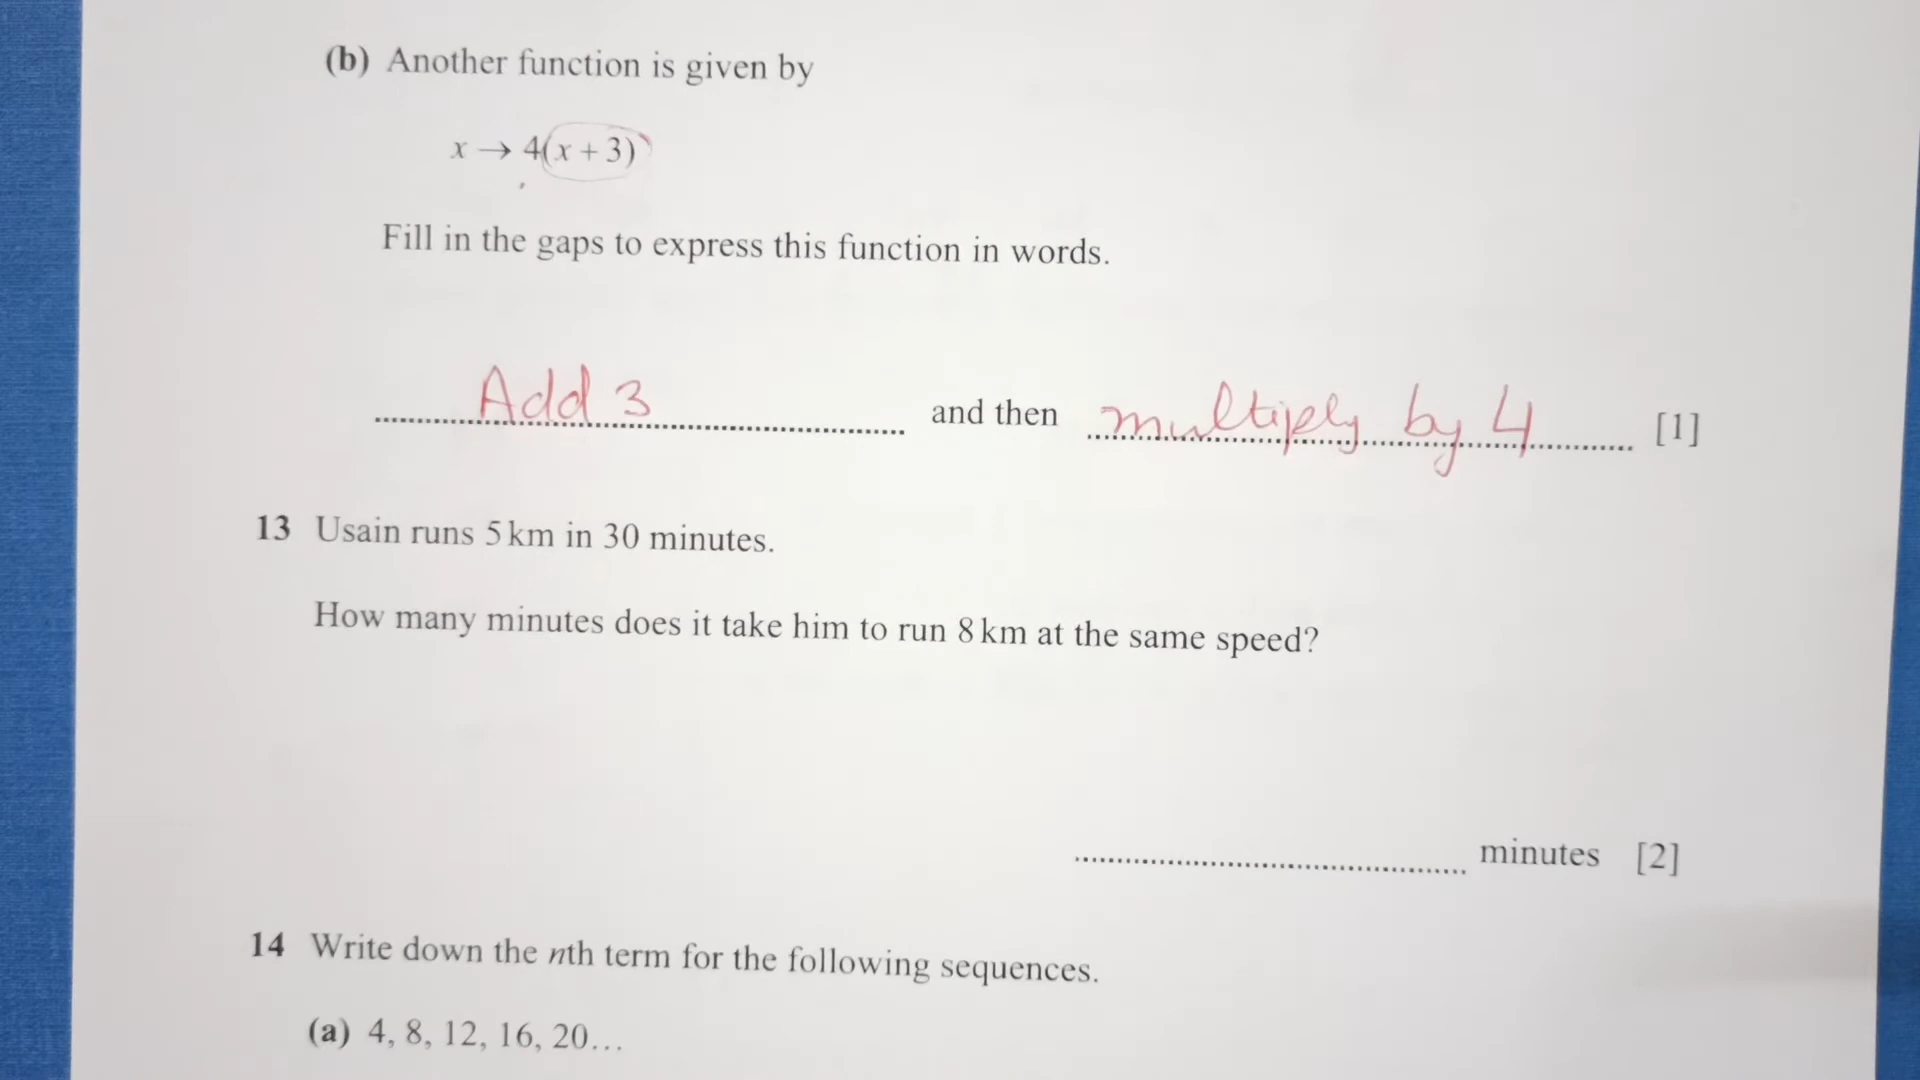 (b) Another function is given by
x → 4(x + 3)
Fill in the gaps to express this function in words.
Add 3 and then multiply by 4 [1]
13 Usain runs 5 km in 30 minutes.
How many minutes does it take him to run 8 km at the same speed?
minutes [2]
14 Write down the nth term for the following sequences.
(a) 4, 8, 12, 16, 20…